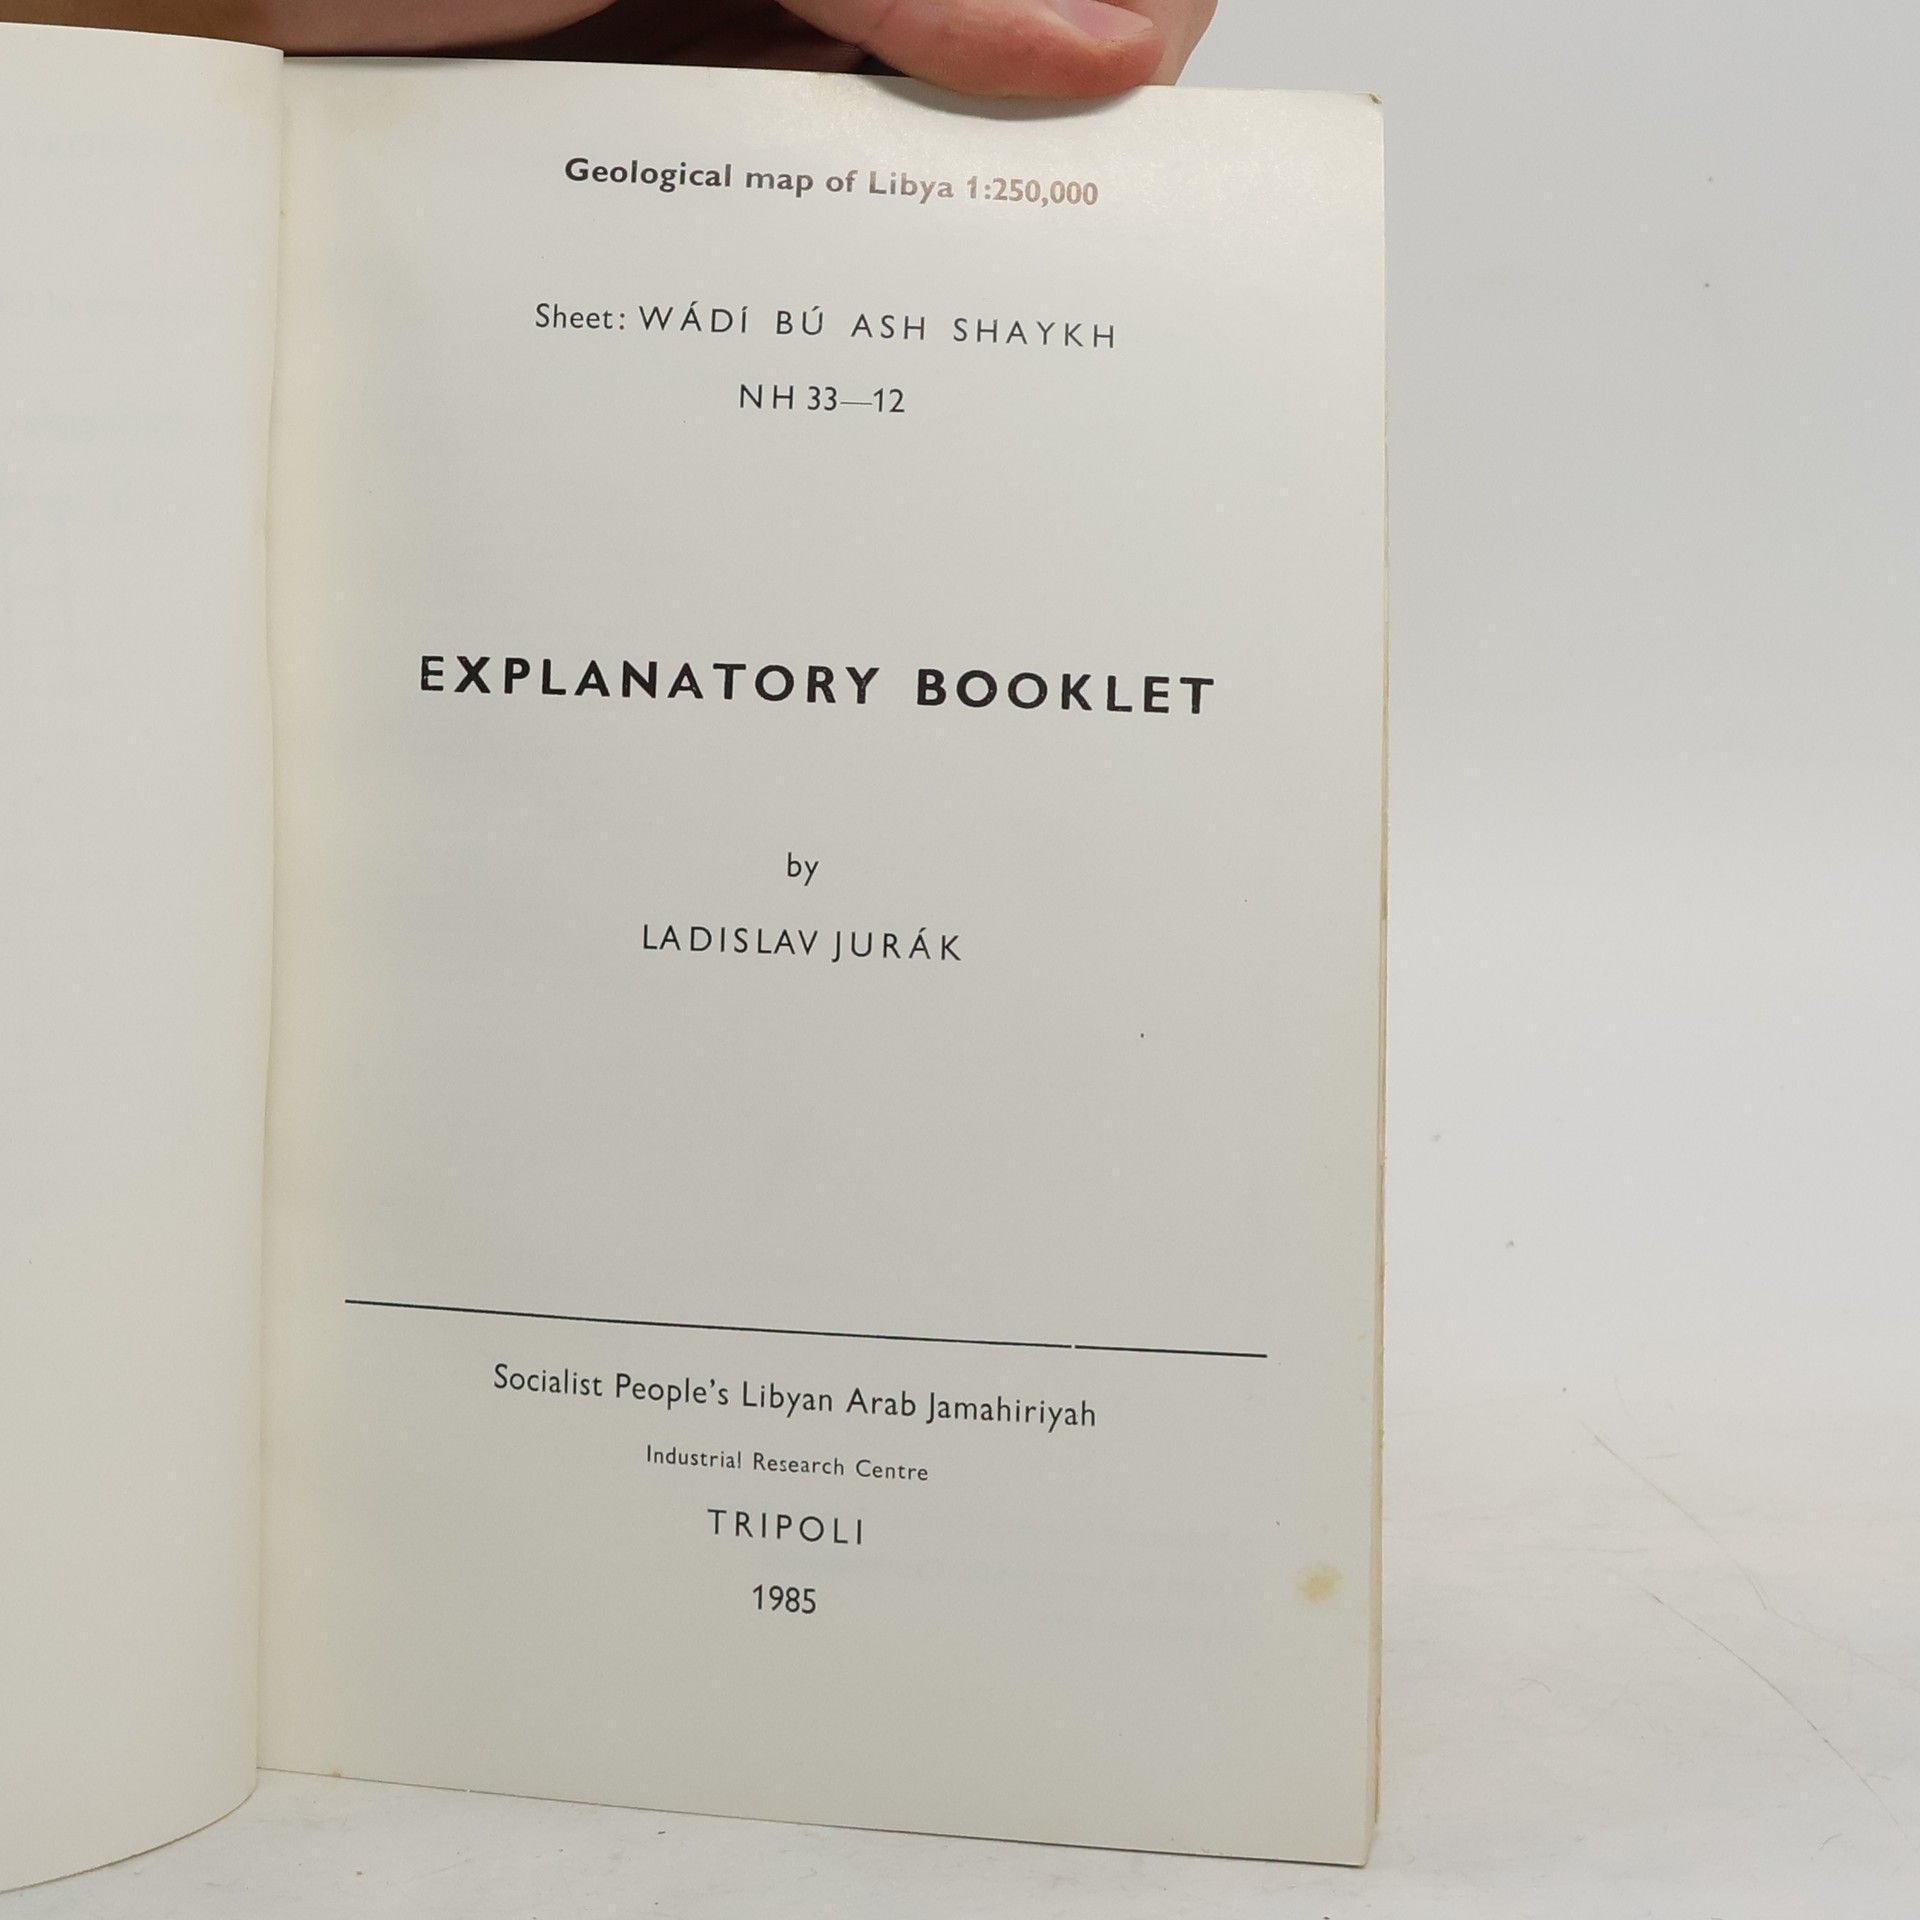 Geological map of Libya 1:250,000
Sheet: WÁDÍ BÚ ASH SHAYKH
NH 33—12
EXPLANATORY BOOKLET
by
LADISLAV JURÁK
Socialist People’s Libyan Arab Jamahiriyah
Industrial Research Centre
TRIPOLI
1985